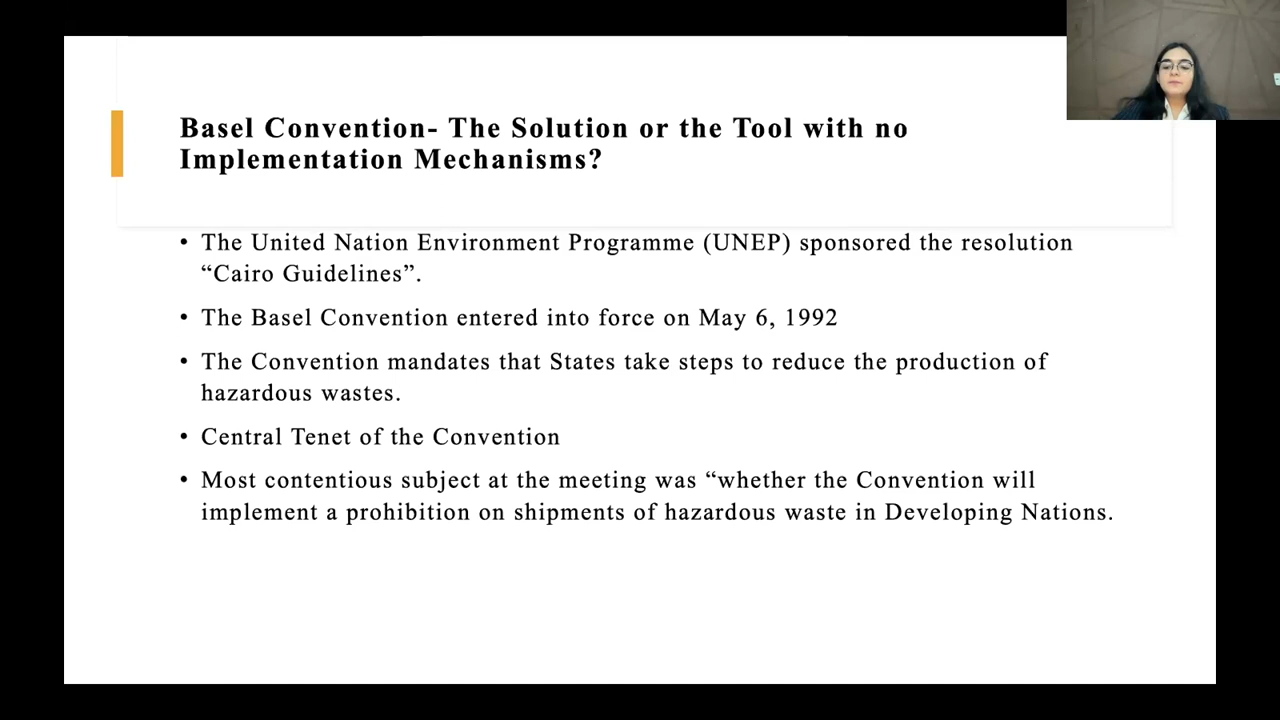 Basel Convention- The Solution or the Tool with no
Implementation Mechanisms?
• The United Nation Environment Programme (UNEP) sponsored the resolution
“Cairo Guidelines”.
• The Basel Convention entered into force on May 6, 1992
• The Convention mandates that States take steps to reduce the production of
hazardous wastes.
• Central Tenet of the Convention
• Most contentious subject at the meeting was “whether the Convention will
implement a prohibition on shipments of hazardous waste in Developing Nations.